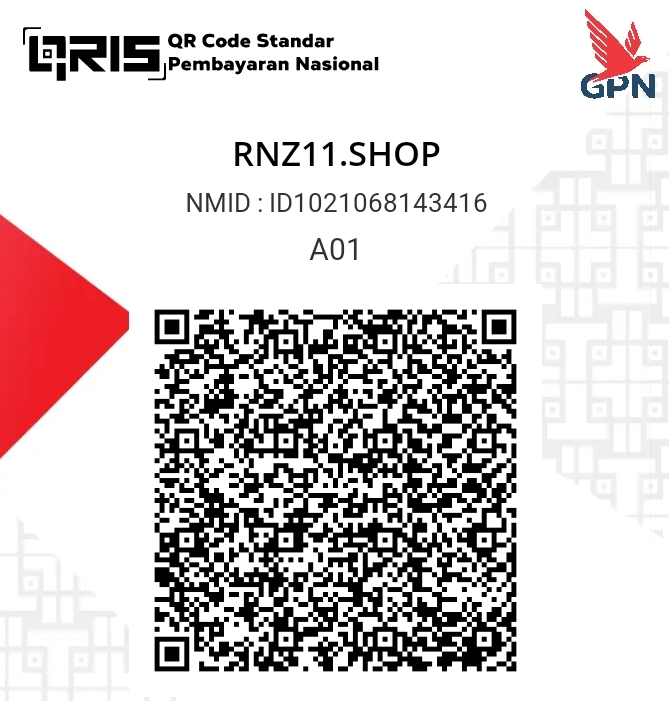 QRIS QR Code Standar
Pembayaran Nasional
GPN
RNZ11.SHOP
NMID : ID1021068143416
A01